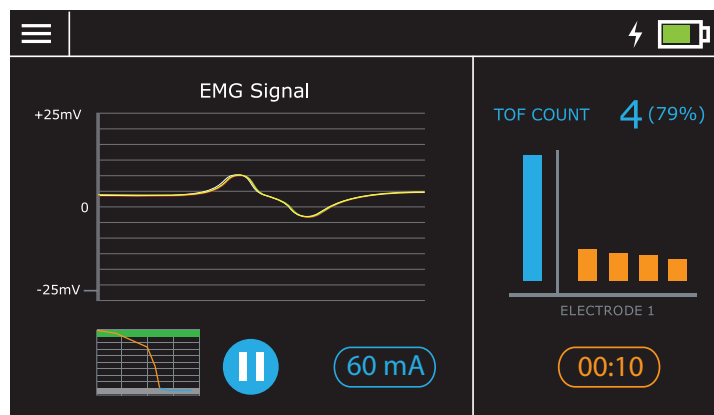 EMG Signal
+25mV
0
-25mV
60 mA
TOF COUNT 4 (79%)
ELECTRODE 1
00:10